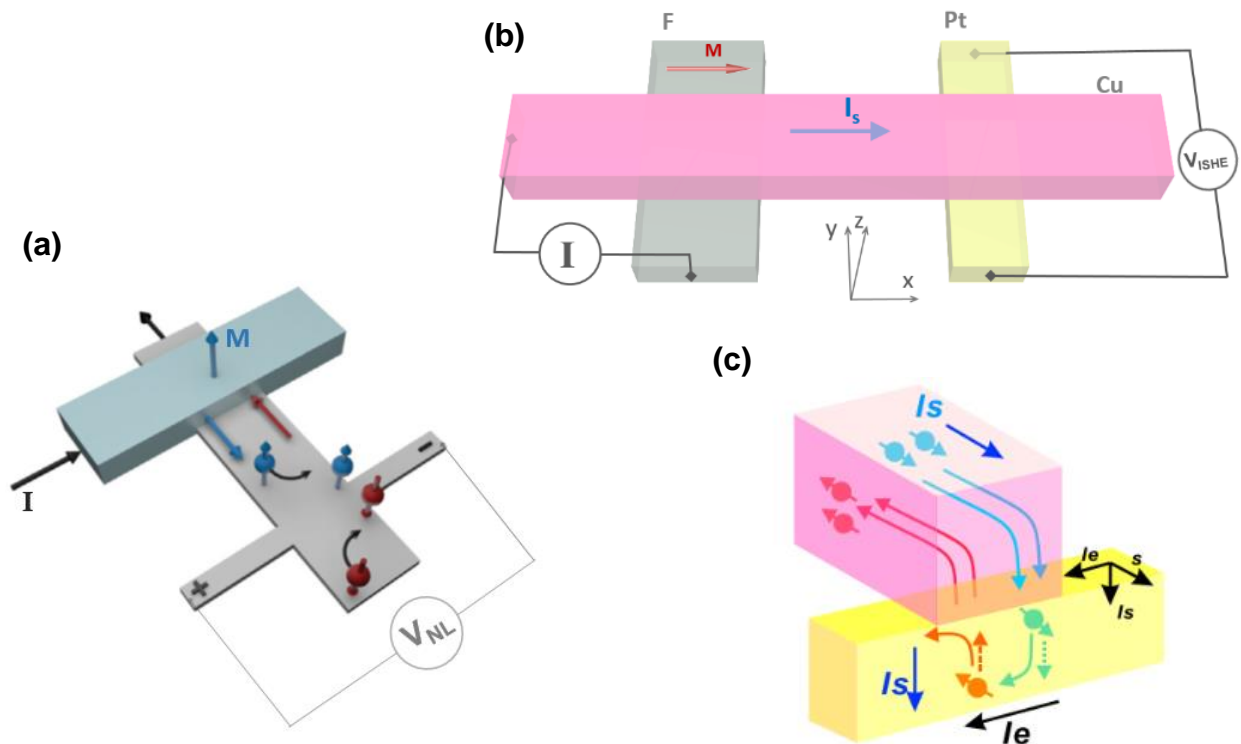 (b)
F
Pt
M
Cu
Is
VISHE
I
y
z
x
(a)
M
I
-
+
VNL
(c)
Is
Ie
s
Is
Is
Ie